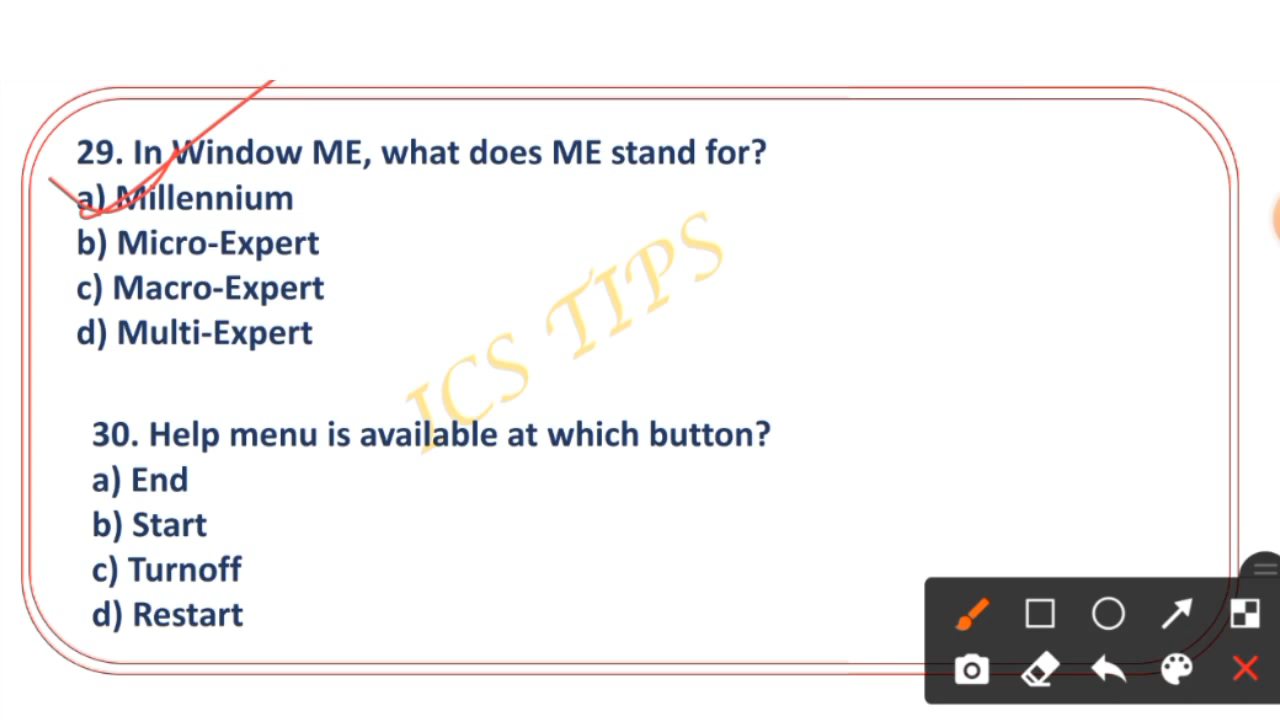 29. In Window ME, what does ME stand for?
a) Millennium
b) Micro-Expert
c) Macro-Expert
d) Multi-Expert
ICS TIPS
30. Help menu is available at which button?
a) End
b) Start
c) Turnoff
d) Restart